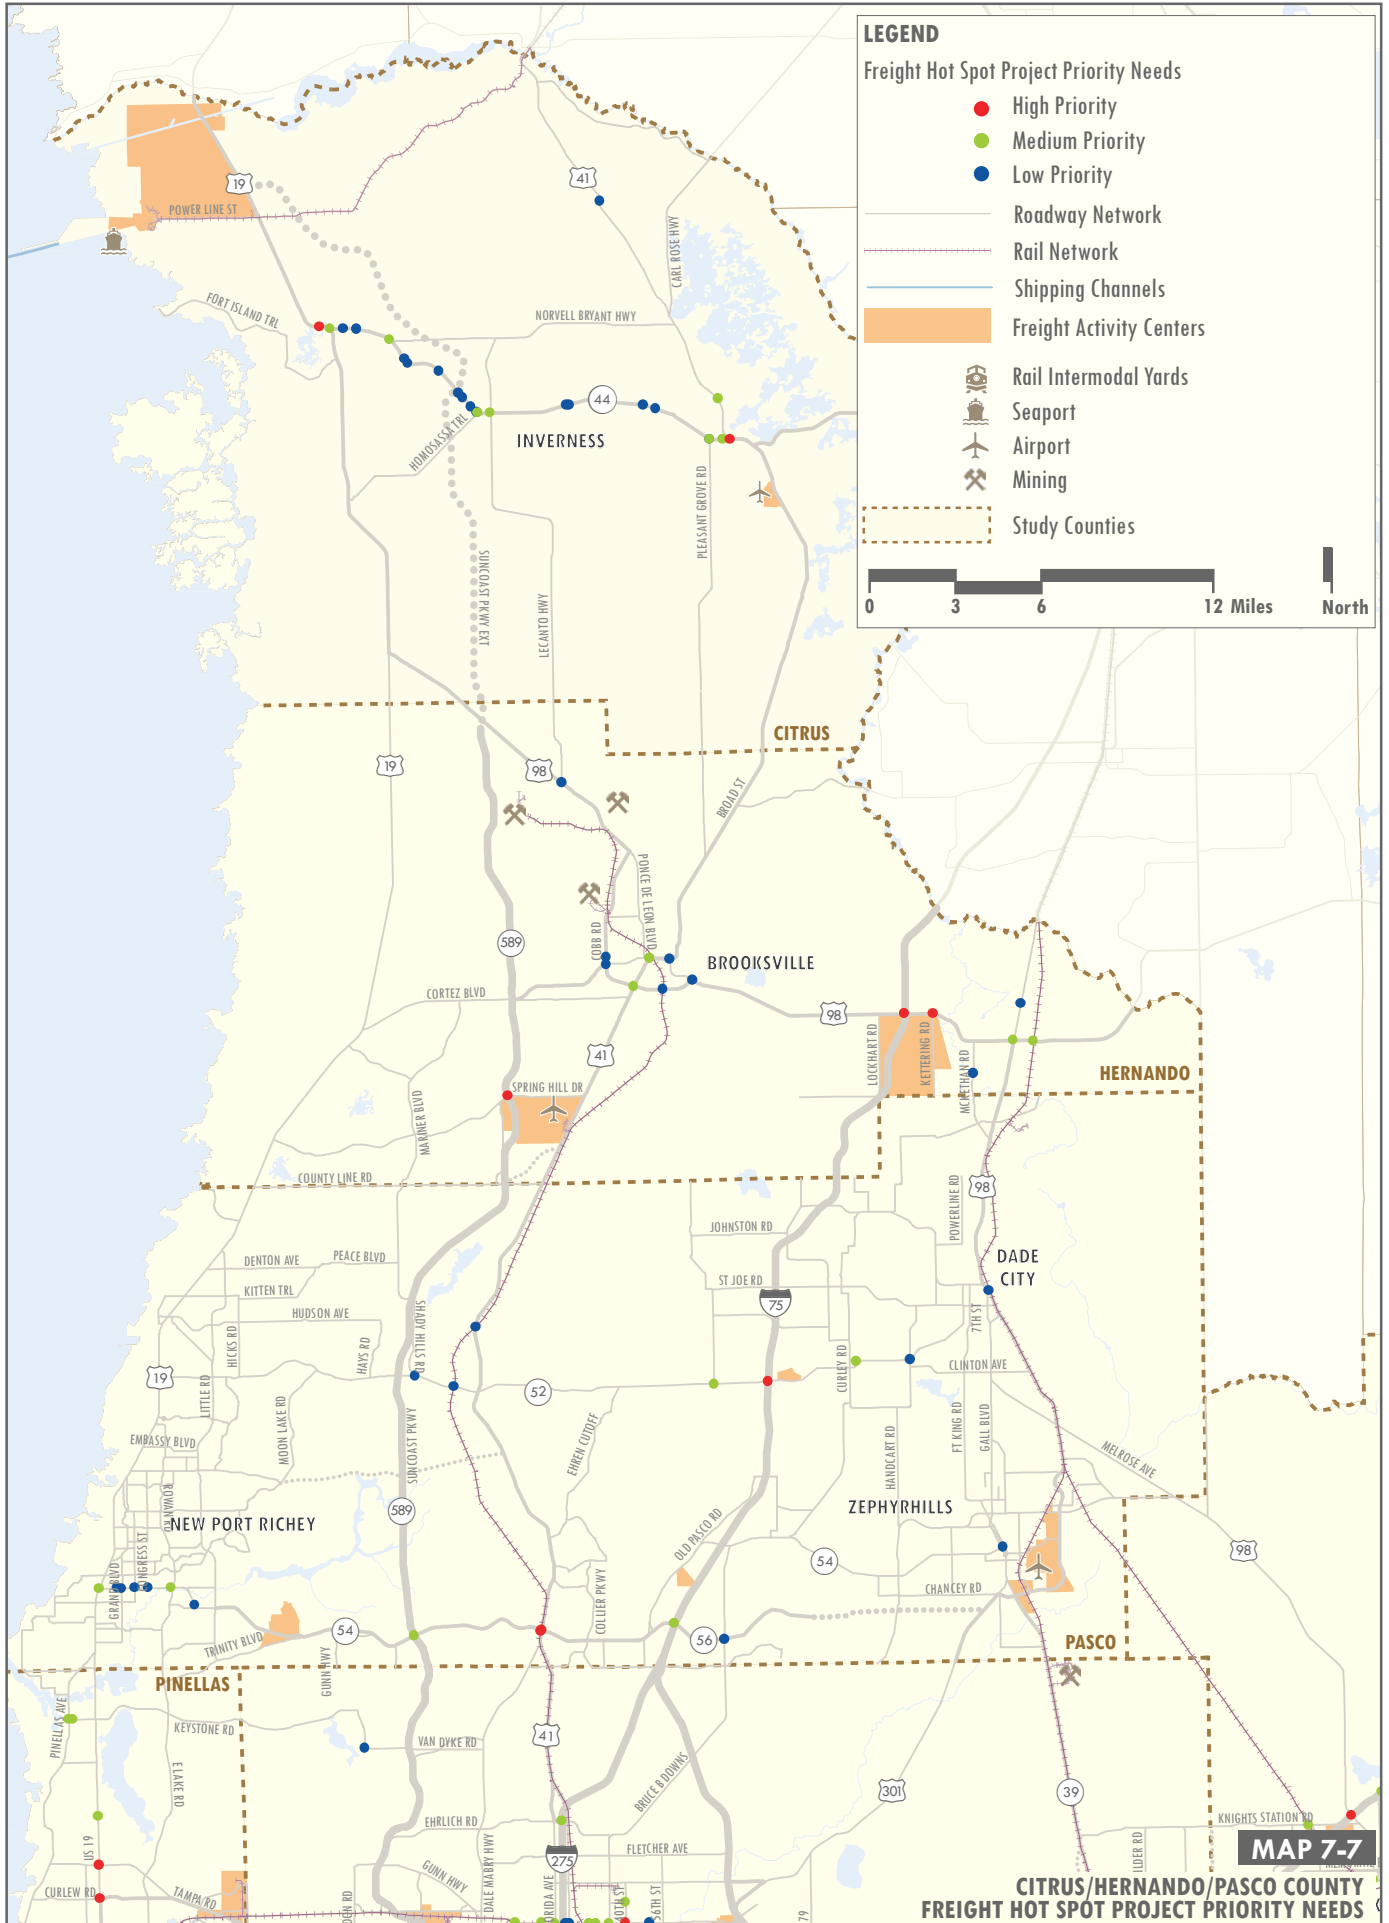 LEGEND
Freight Hot Spot Project Priority Needs
High Priority
Medium Priority
Low Priority
Roadway Network
Rail Network
Shipping Channels
Freight Activity Centers
Rail Intermodal Yards
Seaport
Airport
Mining
Study Counties
0 3 6 12 Miles
North
19
41
POWER LINE ST
CARL ROSE HWY
FORT ISLAND TRL
NORVELL BRYANT HWY
44
HOMOSASSA TRL
INVERNESS
PLEASANT GROVE RD
SUNCOAST PKWY EXT
LECANTO HWY
CITRUS
19
98
BROAD ST
PONCE DE LEON BLVD
COBB RD
589
BROOKSVILLE
CORTEZ BLVD
98
LOCKHART RD
KETTERING RD
MCKETHAN RD
41
HERNANDO
SPRING HILL DR
MARINER BLVD
COUNTY LINE RD
98
POWERLINE RD
JOHNSTON RD
DENTON AVE
PEACE BLVD
DADE
CITY
ST JOE RD
KITTEN TRL
75
HUDSON AVE
SHADY HILLS RD
7TH ST
HICKS RD
HAYS RD
CURLEY RD
CLINTON AVE
19
52
LITTLE RD
MOON LAKE RD
EHREN CUTOFF
FT KING RD
GALL BLVD
EMBASSY BLVD
SUNCOAST PKWY
HANDCART RD
MELROSE AVE
ROWAN RD
589
ZEPHYRHILLS
NEW PORT RICHEY
OLD PASCO RD
98
54
GRAND BLVD
CHANCEY RD
COLLIER PKWY
54
TRINITY BLVD
56
PASCO
GUNN HWY
PINELLAS
PINELLAS AVE
KEYSTONE RD
41
VAN DYKE RD
E LAKE RD
BRUCE B DOWNS
301
39
EHRLICH RD
KNIGHTS STATION RD
US 19
FLETCHER AVE
MAP 7-7
275
GUNN HWY
DALE MABRY HWY
CURLEW RD
TAMPA RD
56TH ST
CITRUS/HERNANDO/PASCO COUNTY
FREIGHT HOT SPOT PROJECT PRIORITY NEEDS